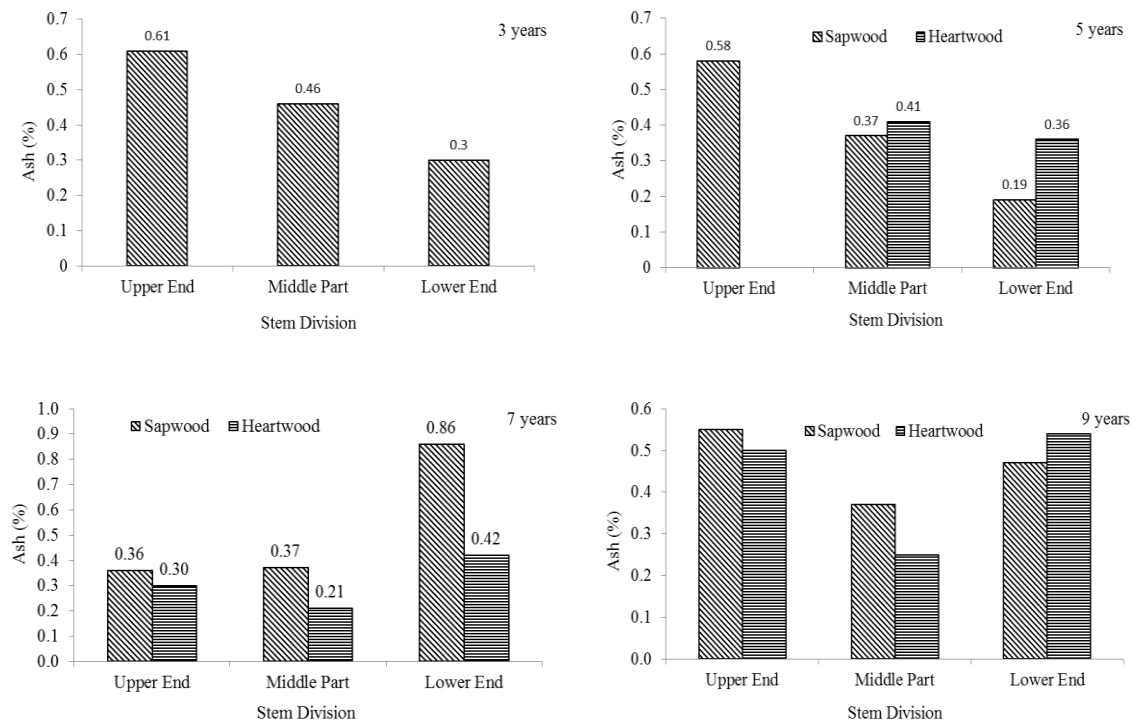 3 years
0.7
0.6
0.5
0.4
0.3
0.2
0.1
0
Ash (%)
0.61
0.46
0.3
Upper End Middle Part Lower End
Stem Division
5 years
Sapwood Heartwood
0.7
0.6
0.5
0.4
0.3
0.2
0.1
0
Ash (%)
0.58
0.37
0.41
0.19
0.36
Upper End Middle Part Lower End
Stem Division
7 years
Sapwood Heartwood
1.0
0.9
0.8
0.7
0.6
0.5
0.4
0.3
0.2
0.1
0.0
Ash (%)
0.36
0.30
0.37
0.21
0.86
0.42
Upper End Middle Part Lower End
Stem Division
9 years
Sapwood Heartwood
0.6
0.5
0.4
0.3
0.2
0.1
0.0
Ash (%)
Upper End Middle Part Lower End
Stem Division